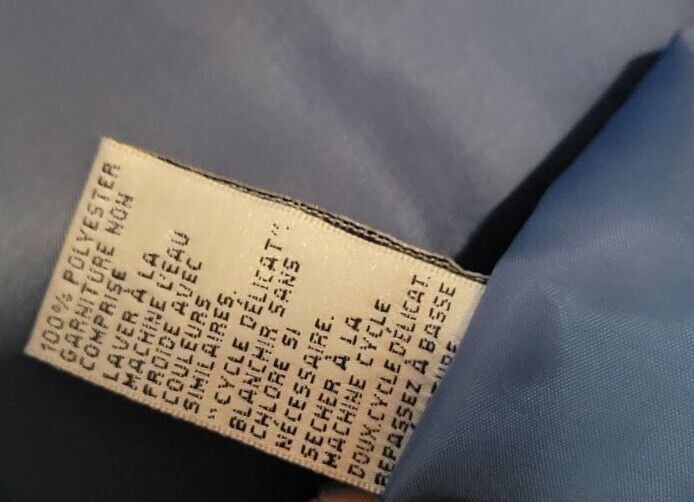 100% POLYESTER
GARNITURE NON
COMPRISE
LAVER À LA
MACHINE L'EAU
FROIDE AVEC
COULEURS
SIMILAIRES.
"CYCLE DÉLICAT".
BLANCHIR SANS
CHLORE SI
NÉCESSAIRE.
SECHER À LA
MACHINE CYCLE
DOUX.CYCLE DÉLICAT.
REPASSEZ À BASSE